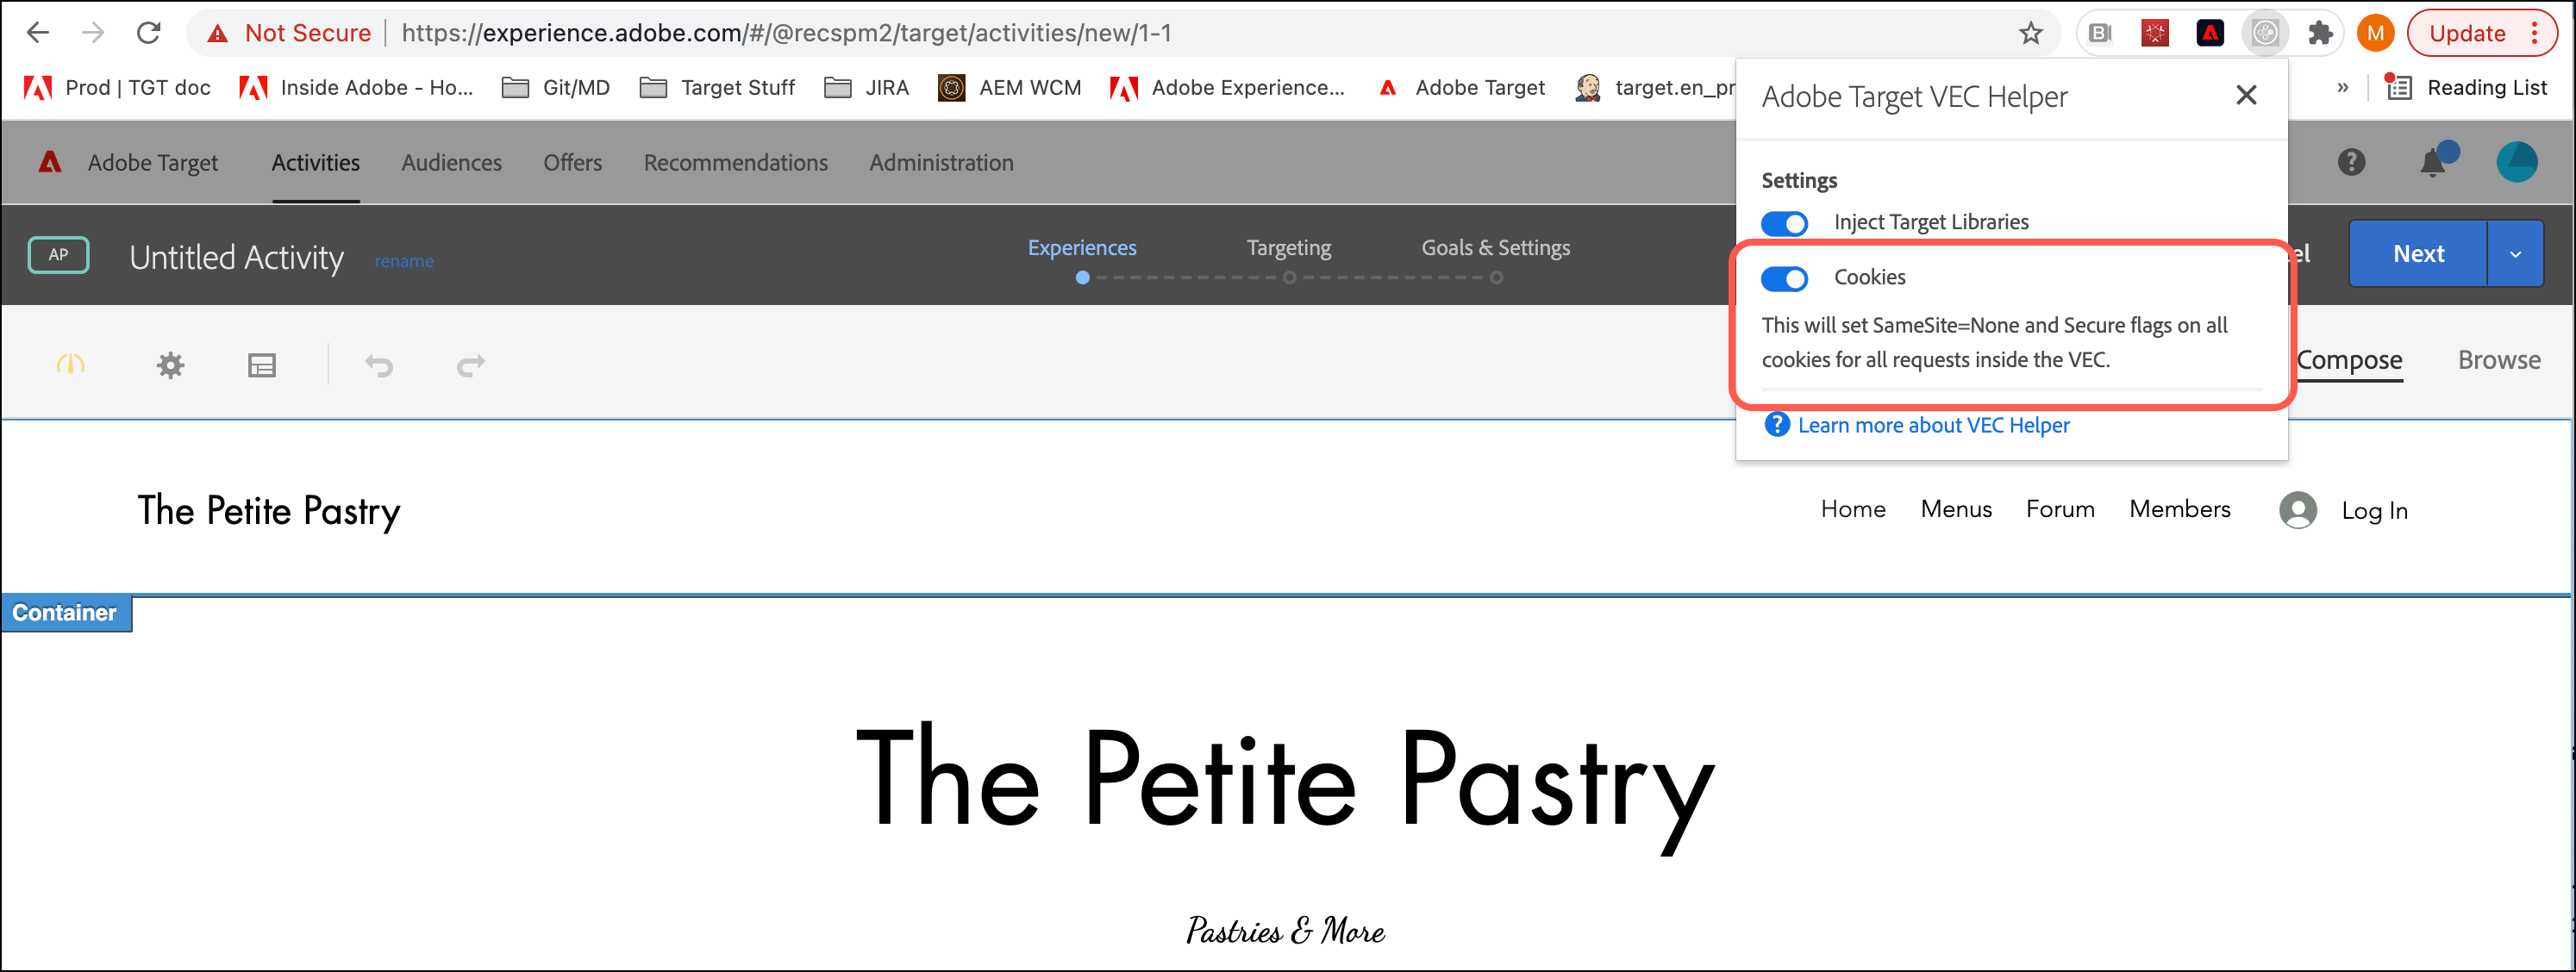 Not Secure https://experience.adobe.com/#/@recspm2/target/activities/new/1-1 M Update
Prod | TGT doc Inside Adobe - Ho... Git/MD Target Stuff JIRA AEM WCM Adobe Experience... Adobe Target target.en_pr » Reading List
Adobe Target VEC Helper
Adobe Target Activities Audiences Offers Recommendations Administration
Settings
Inject Target Libraries
AP Untitled Activity rename Experiences Targeting Goals & Settings el Next
Cookies
This will set SameSite=None and Secure flags on all
cookies for all requests inside the VEC.
Compose Browse
? Learn more about VEC Helper
The Petite Pastry Home Menus Forum Members Log In
Container
The Petite Pastry
Pastries & More